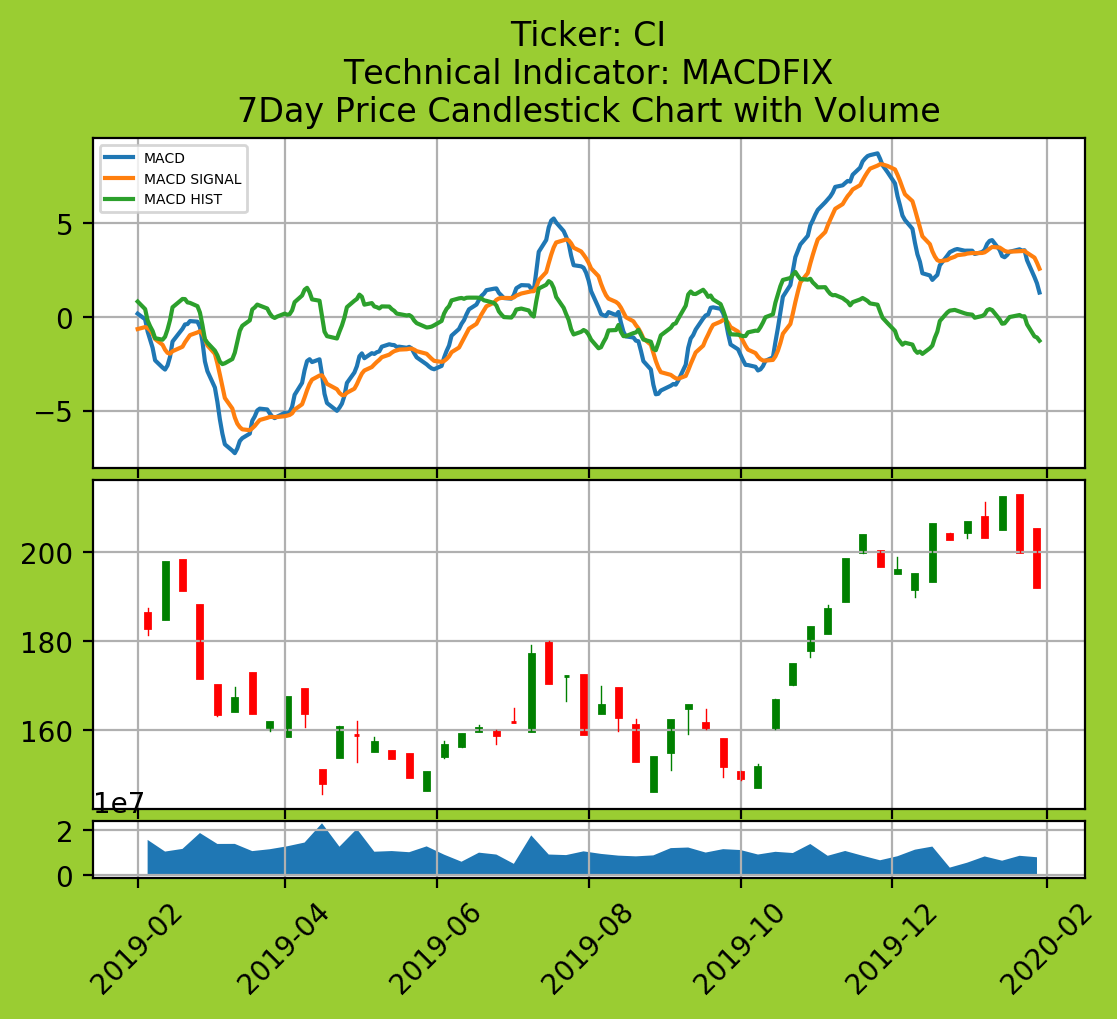 Ticker: CI
Technical Indicator: MACDFIX
7Day Price Candlestick Chart with Volume
MACD
MACD SIGNAL
MACD HIST
5
0
−5
200
180
160
1e7
2
0
2019-02
2019-04
2019-06
2019-08
2019-10
2019-12
2020-02